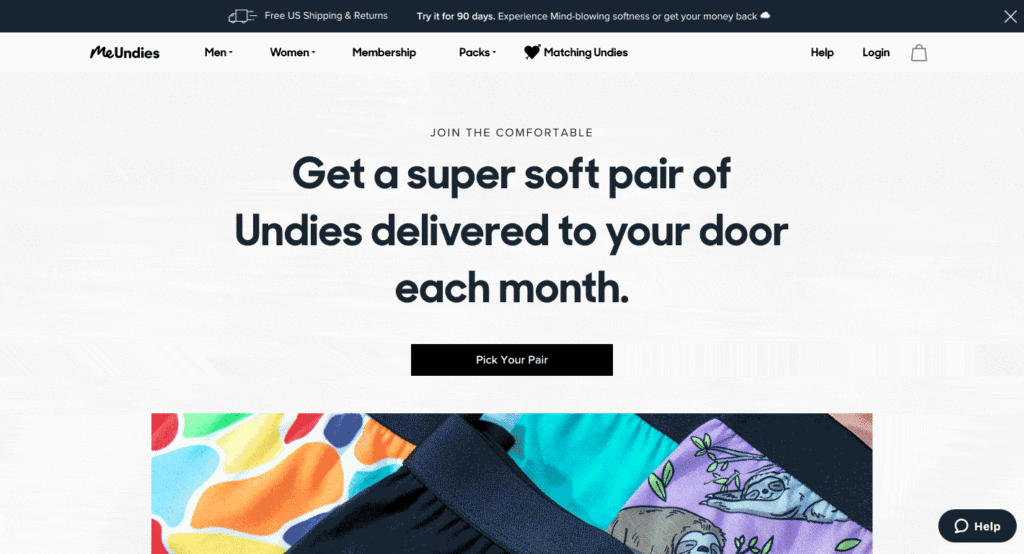 Free US Shipping & Returns
Try it for 90 days. Experience Mind-blowing softness or get your money back
MeUndies
Men
Women
Membership
Packs
Matching Undies
Help
Login
JOIN THE COMFORTABLE
Get a super soft pair of
Undies delivered to your door
each month.
Pick Your Pair
Help